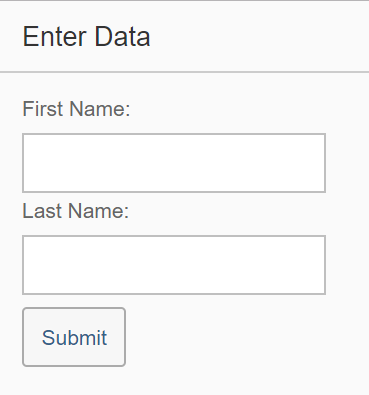 Enter Data
First Name:
Last Name:
Submit